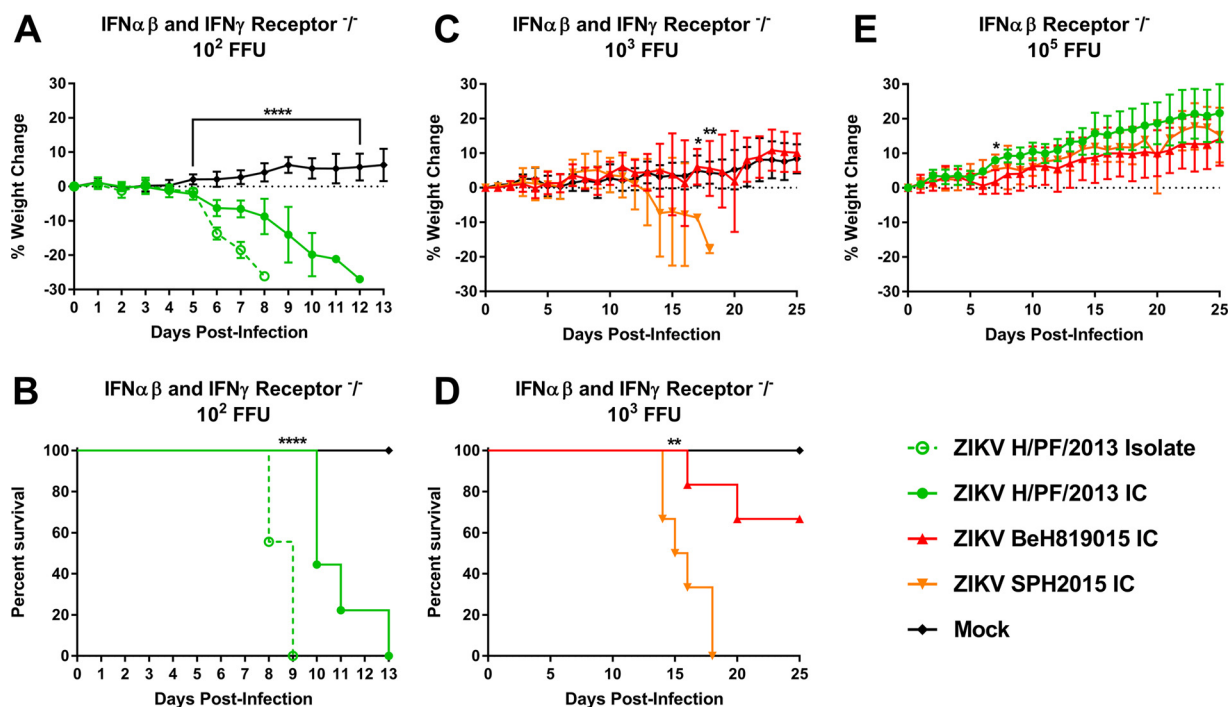 A
IFNα β and IFNγ Receptor -/-
10² FFU
% Weight Change
30
20
10
0
-10
-20
-30
****
0 1 2 3 4 5 6 7 8 9 10 11 12 13
Days Post-Infection
C
IFNα β and IFNγ Receptor -/-
10³ FFU
% Weight Change
30
20
10
0
-10
-20
-30
* **
0 5 10 15 20 25
Days Post-Infection
E
IFNα β Receptor -/-
10⁵ FFU
% Weight Change
30
20
10
0
-10
-20
-30
*
0 5 10 15 20 25
Days Post-Infection
B
IFNα β and IFNγ Receptor -/-
10² FFU
Percent survival
100
80
60
40
20
0
****
0 1 2 3 4 5 6 7 8 9 10 11 12 13
Days Post-Infection
D
IFNα β and IFNγ Receptor -/-
10³ FFU
Percent survival
100
80
60
40
20
0
**
0 5 10 15 20 25
Days Post-Infection
ZIKV H/PF/2013 Isolate
ZIKV H/PF/2013 IC
ZIKV BeH819015 IC
ZIKV SPH2015 IC
Mock